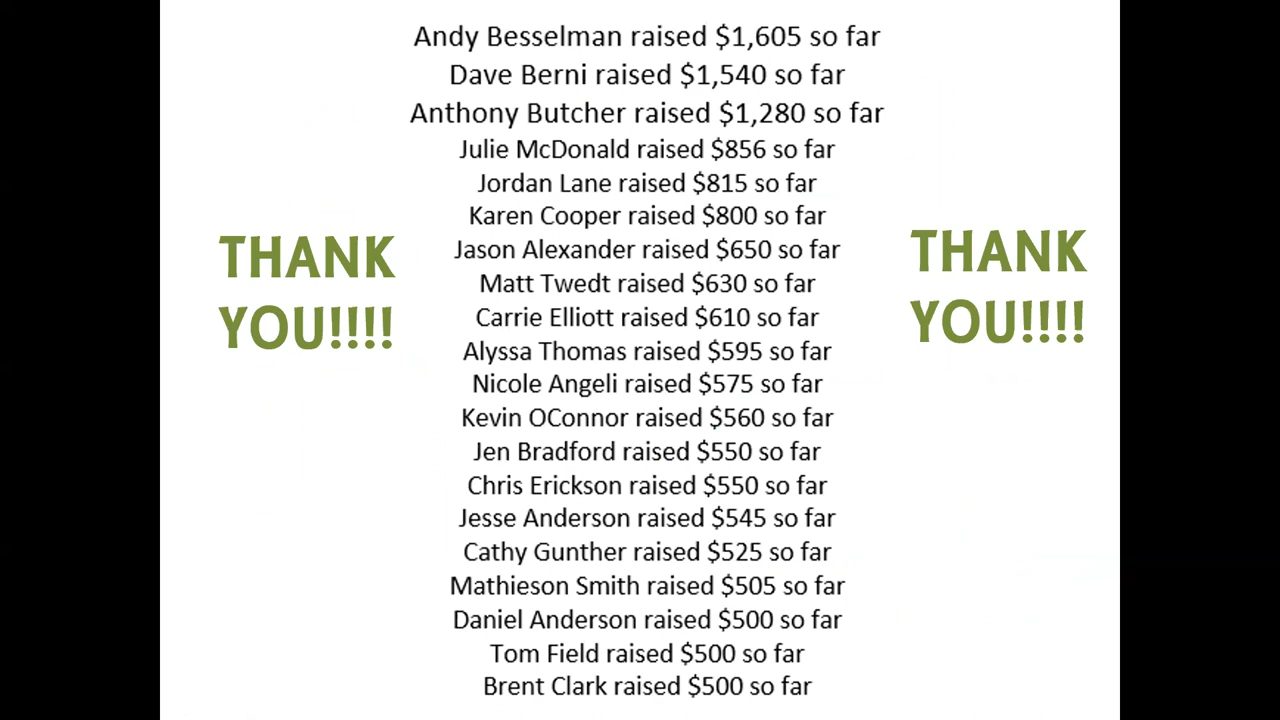 Andy Besselman raised $1,605 so far
Dave Berni raised $1,540 so far
Anthony Butcher raised $1,280 so far
Julie McDonald raised $856 so far
Jordan Lane raised $815 so far
Karen Cooper raised $800 so far
Jason Alexander raised $650 so far
Matt Twedt raised $630 so far
Carrie Elliott raised $610 so far
Alyssa Thomas raised $595 so far
Nicole Angeli raised $575 so far
Kevin OConnor raised $560 so far
Jen Bradford raised $550 so far
Chris Erickson raised $550 so far
Jesse Anderson raised $545 so far
Cathy Gunther raised $525 so far
Mathieson Smith raised $505 so far
Daniel Anderson raised $500 so far
Tom Field raised $500 so far
Brent Clark raised $500 so far
THANK
YOU!!!!
THANK
YOU!!!!